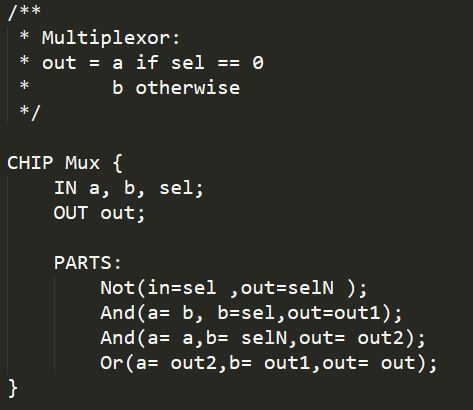 /**
 * Multiplexor:
 * out = a if sel == 0
 *       b otherwise
 */

CHIP Mux {
    IN a, b, sel;
    OUT out;

    PARTS:
        Not(in=sel ,out=selN );
        And(a= b, b=sel,out=out1);
        And(a= a,b= selN,out= out2);
        Or(a= out2,b= out1,out= out);
}